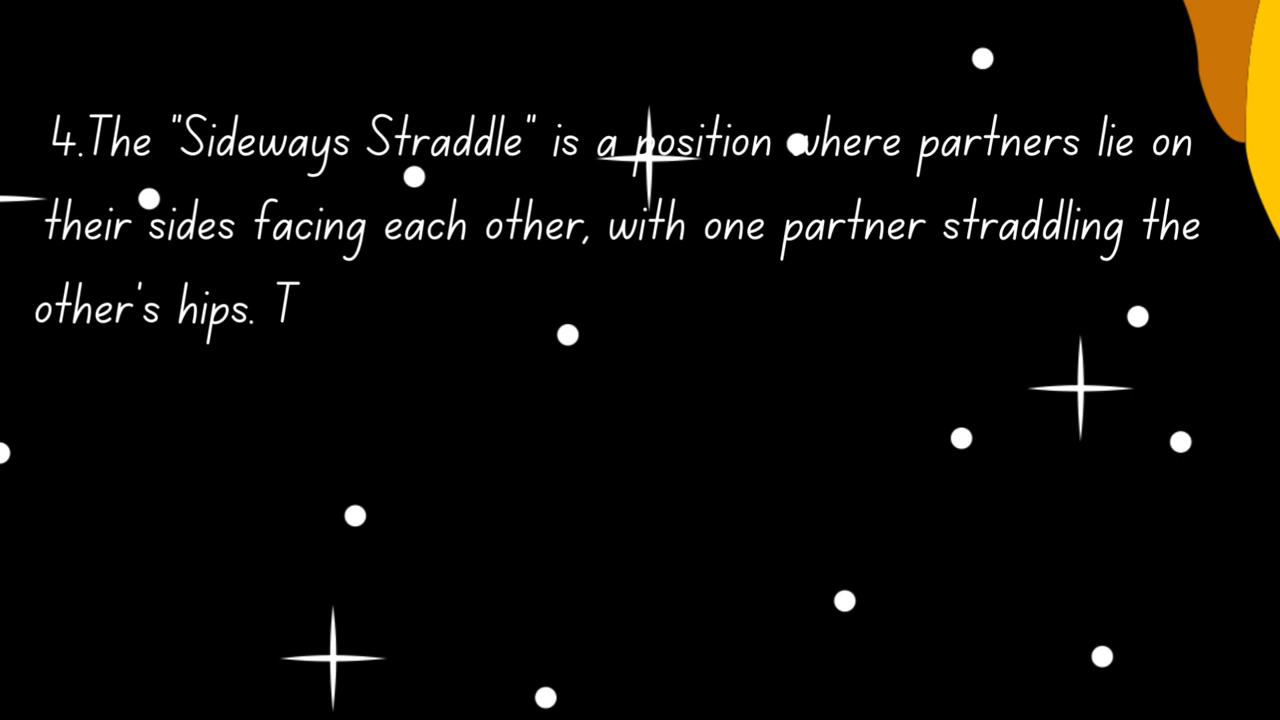 4.The "Sideways Straddle" is a position where partners lie on
their sides facing each other, with one partner straddling the
other's hips. T